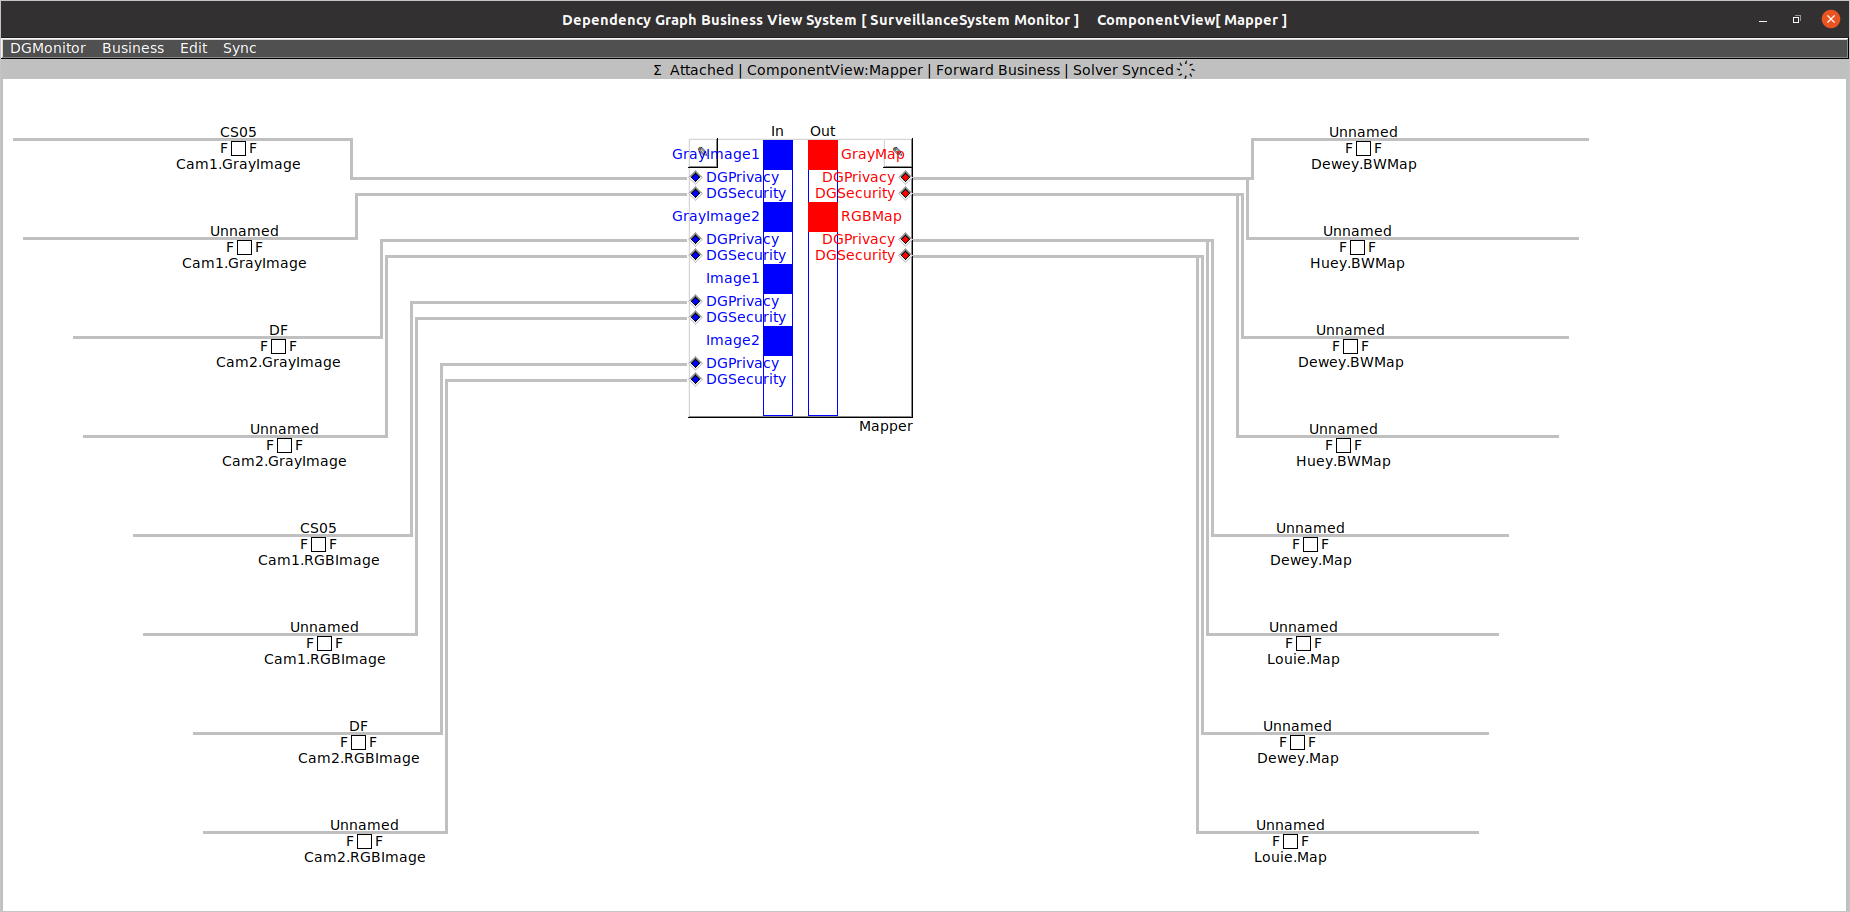 Dependency Graph Business View System [ SurveillanceSystem Monitor ] ComponentView[ Mapper ]
DGMonitor Business Edit Sync
Σ Attached | ComponentView:Mapper | Forward Business | Solver Synced
CS05
F F
Cam1.GrayImage
Unnamed
F F
Cam1.GrayImage
DF
F F
Cam2.GrayImage
Unnamed
F F
Cam2.GrayImage
CS05
F F
Cam1.RGBImage
Unnamed
F F
Cam1.RGBImage
DF
F F
Cam2.RGBImage
Unnamed
F F
Cam2.RGBImage
In Out
GrayImage1 GrayMap
DGPrivacy DGPrivacy
DGSecurity DGSecurity
GrayImage2 RGBMap
DGPrivacy DGPrivacy
DGSecurity DGSecurity
Image1
DGPrivacy
DGSecurity
Image2
DGPrivacy
DGSecurity
Mapper
Unnamed
F F
Dewey.BWMap
Unnamed
F F
Huey.BWMap
Unnamed
F F
Dewey.BWMap
Unnamed
F F
Huey.BWMap
Unnamed
F F
Dewey.Map
Unnamed
F F
Louie.Map
Unnamed
F F
Dewey.Map
Unnamed
F F
Louie.Map